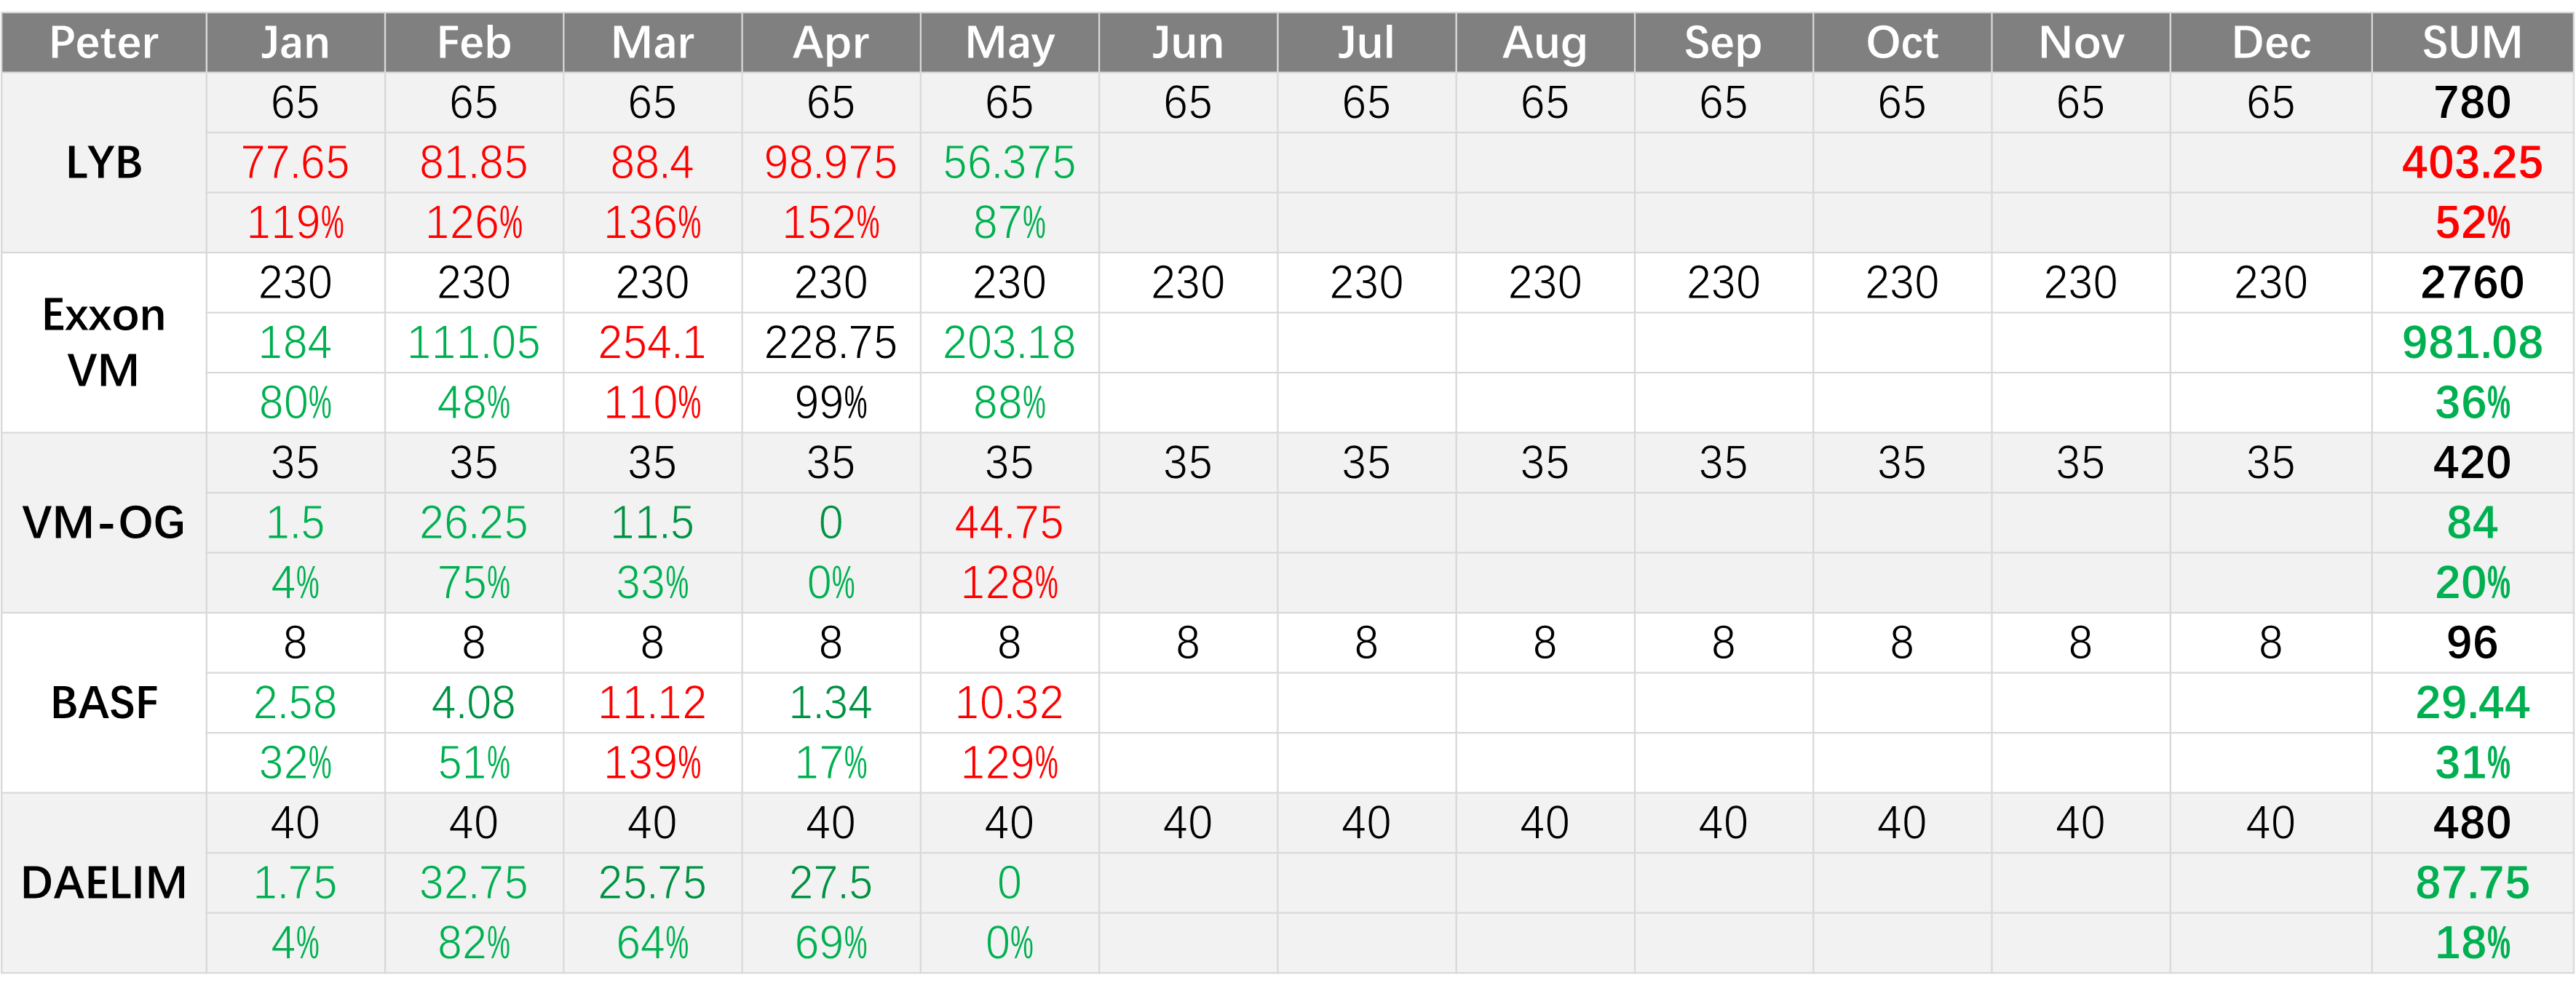 Peter Jan Feb Mar Apr May Jun Jul Aug Sep Oct Nov Dec SUM
LYB
65 65 65 65 65 65 65 65 65 65 65 65 780
77.65 81.85 88.4 98.975 56.375 403.25
119% 126% 136% 152% 87% 52%
Exxon
VM
230 230 230 230 230 230 230 230 230 230 230 230 2760
184 111.05 254.1 228.75 203.18 981.08
80% 48% 110% 99% 88% 36%
VM-OG
35 35 35 35 35 35 35 35 35 35 35 35 420
1.5 26.25 11.5 0 44.75 84
4% 75% 33% 0% 128% 20%
BASF
8 8 8 8 8 8 8 8 8 8 8 8 96
2.58 4.08 11.12 1.34 10.32 29.44
32% 51% 139% 17% 129% 31%
DAELIM
40 40 40 40 40 40 40 40 40 40 40 40 480
1.75 32.75 25.75 27.5 0 87.75
4% 82% 64% 69% 0% 18%